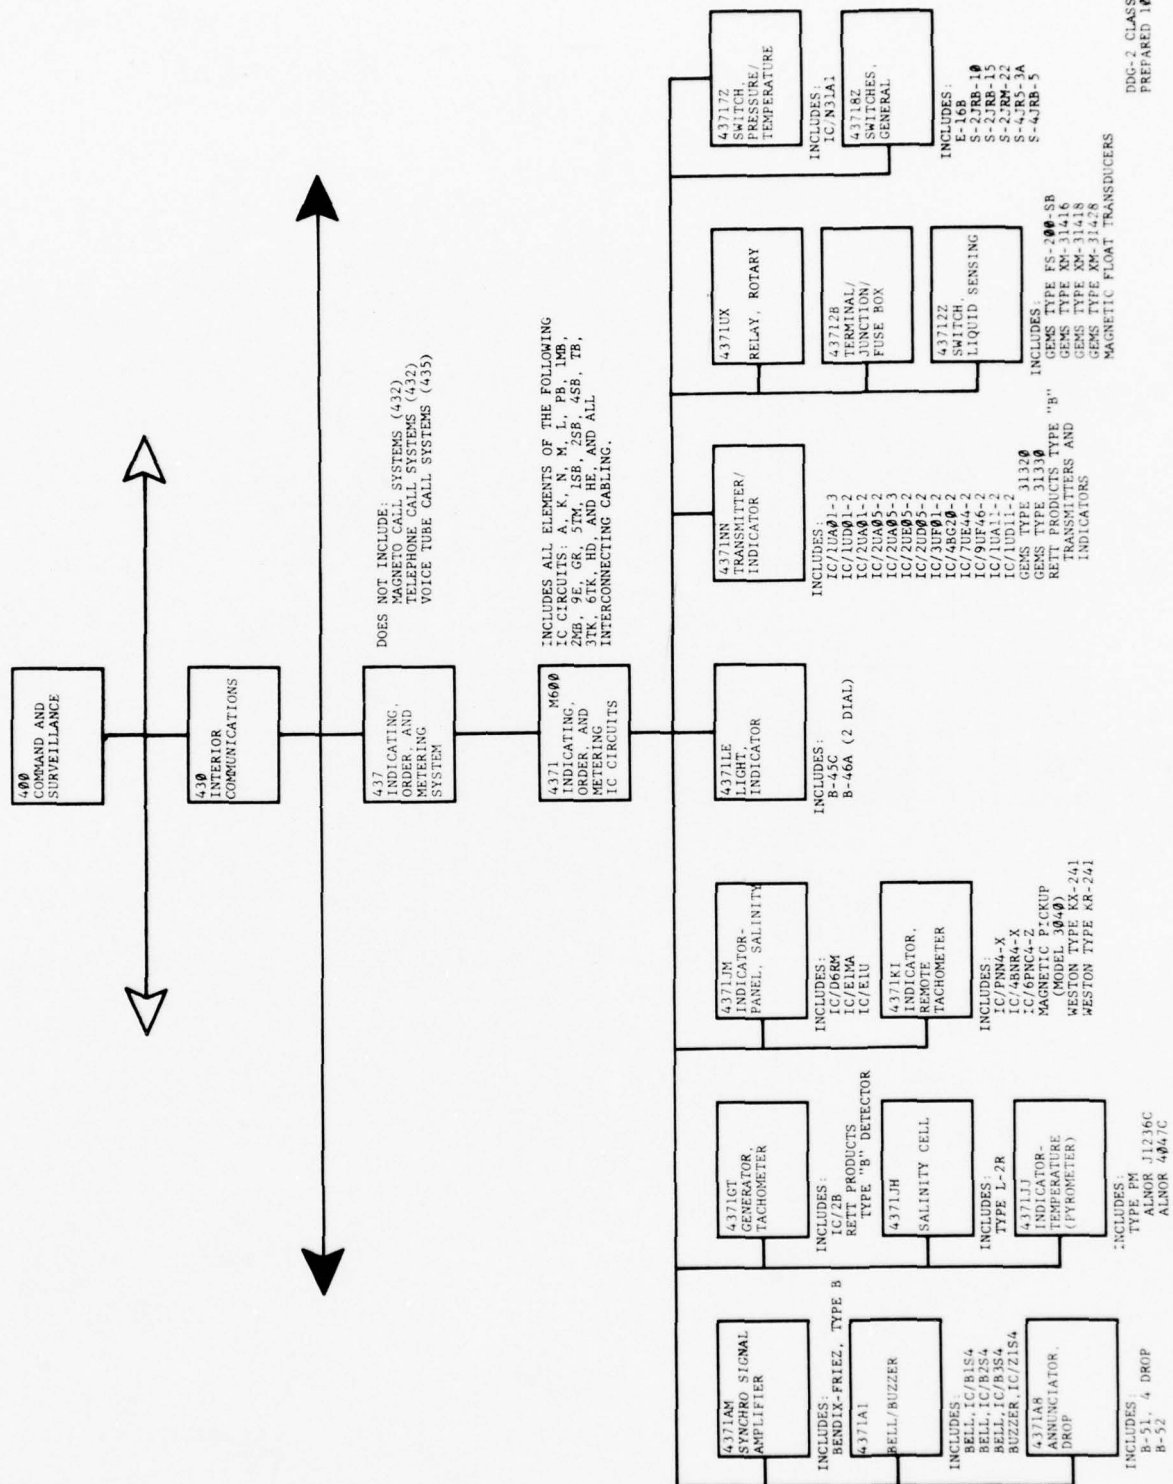 400
COMMAND AND
SURVEILLANCE
430
INTERIOR
COMMUNICATIONS
437
INDICATING,
ORDER, AND
METERING
SYSTEM
DOES NOT INCLUDE:
MAGNETO CALL SYSTEMS (432)
TELEPHONE CALL SYSTEMS (432)
VOICE TUBE CALL SYSTEMS (435)
4371 M600
INDICATING,
ORDER, AND
METERING
IC CIRCUITS
INCLUDES ALL ELEMENTS OF THE FOLLOWING
IC CIRCUITS: A, K, N, M, L, PB, 1MB,
2MB, 9E, GR, 5TM, 1SB, 2SB, 4SB, TB,
3TK, 6TK, HD, AND HE, AND ALL
INTERCONNECTING CABLING.
4371AM
SYNCHRO SIGNAL
AMPLIFIER
INCLUDES:
BENDIX-FRIEZ, TYPE B
4371A1
BELL/BUZZER
INCLUDES:
BELL,IC/B1S4
BELL,IC/B2S4
BELL,IC/B3S4
BUZZER,IC/Z1S4
4371A8
ANNUNCIATOR,
DROP
INCLUDES:
B-51, 4 DROP
B-52
4371GT
GENERATOR,
TACHOMETER
INCLUDES:
IC/2B
RETT PRODUCTS
TYPE "B" DETECTOR
4371JH
SALINITY CELL
INCLUDES:
TYPE L-2R
4371JJ
INDICATOR-
TEMPERATURE
(PYROMETER)
INCLUDES:
TYPE PM
ALNOR J1236C
ALNOR 4047C
4371JM
INDICATOR-
PANEL, SALINITY
INCLUDES:
IC/D6RM
IC/E1MA
IC/E1U
4371KI
INDICATOR,
REMOTE
TACHOMETER
INCLUDES:
IC/PNN4-X
IC/4BNR4-X
IC/6PNC4-Z
MAGNETIC PICKUP
(MODEL 3040)
WESTON TYPE KX-241
WESTON TYPE KR-241
4371LE
LIGHT,
INDICATOR
INCLUDES:
B-45C
B-46A (2 DIAL)
4371NN
TRANSMITTER/
INDICATOR
INCLUDES:
IC/1UA01-3
IC/1UD01-2
IC/2UA01-2
IC/2UA05-2
IC/2UA05-3
IC/2UE05-2
IC/2UD05-2
IC/3UF01-2
IC/4BG20-2
IC/7UE44-2
IC/9UF46-2
IC/1UA11-2
IC/1UD11-2
GEMS TYPE 31320
GEMS TYPE 31330
RETT PRODUCTS TYPE "B"
TRANSMITTERS AND
INDICATORS
4371UX
RELAY, ROTARY
43712B
TERMINAL/
JUNCTION/
FUSE BOX
43712Z
SWITCH,
LIQUID SENSING
INCLUDES:
GEMS TYPE FS-200-SB
GEMS TYPE XM-31416
GEMS TYPE XM-31418
GEMS TYPE XM-31428
MAGNETIC FLOAT TRANSDUCERS
43717Z
SWITCH,
PRESSURE/
TEMPERATURE
INCLUDES:
IC/N31A1
43718Z
SWITCHES,
GENERAL
INCLUDES:
E-16B
S-2JRB-10
S-2JRB-15
S-2JRM-22
S-4JR5-3A
S-4JRB-5
DDG-2 CLASS
PREPARED